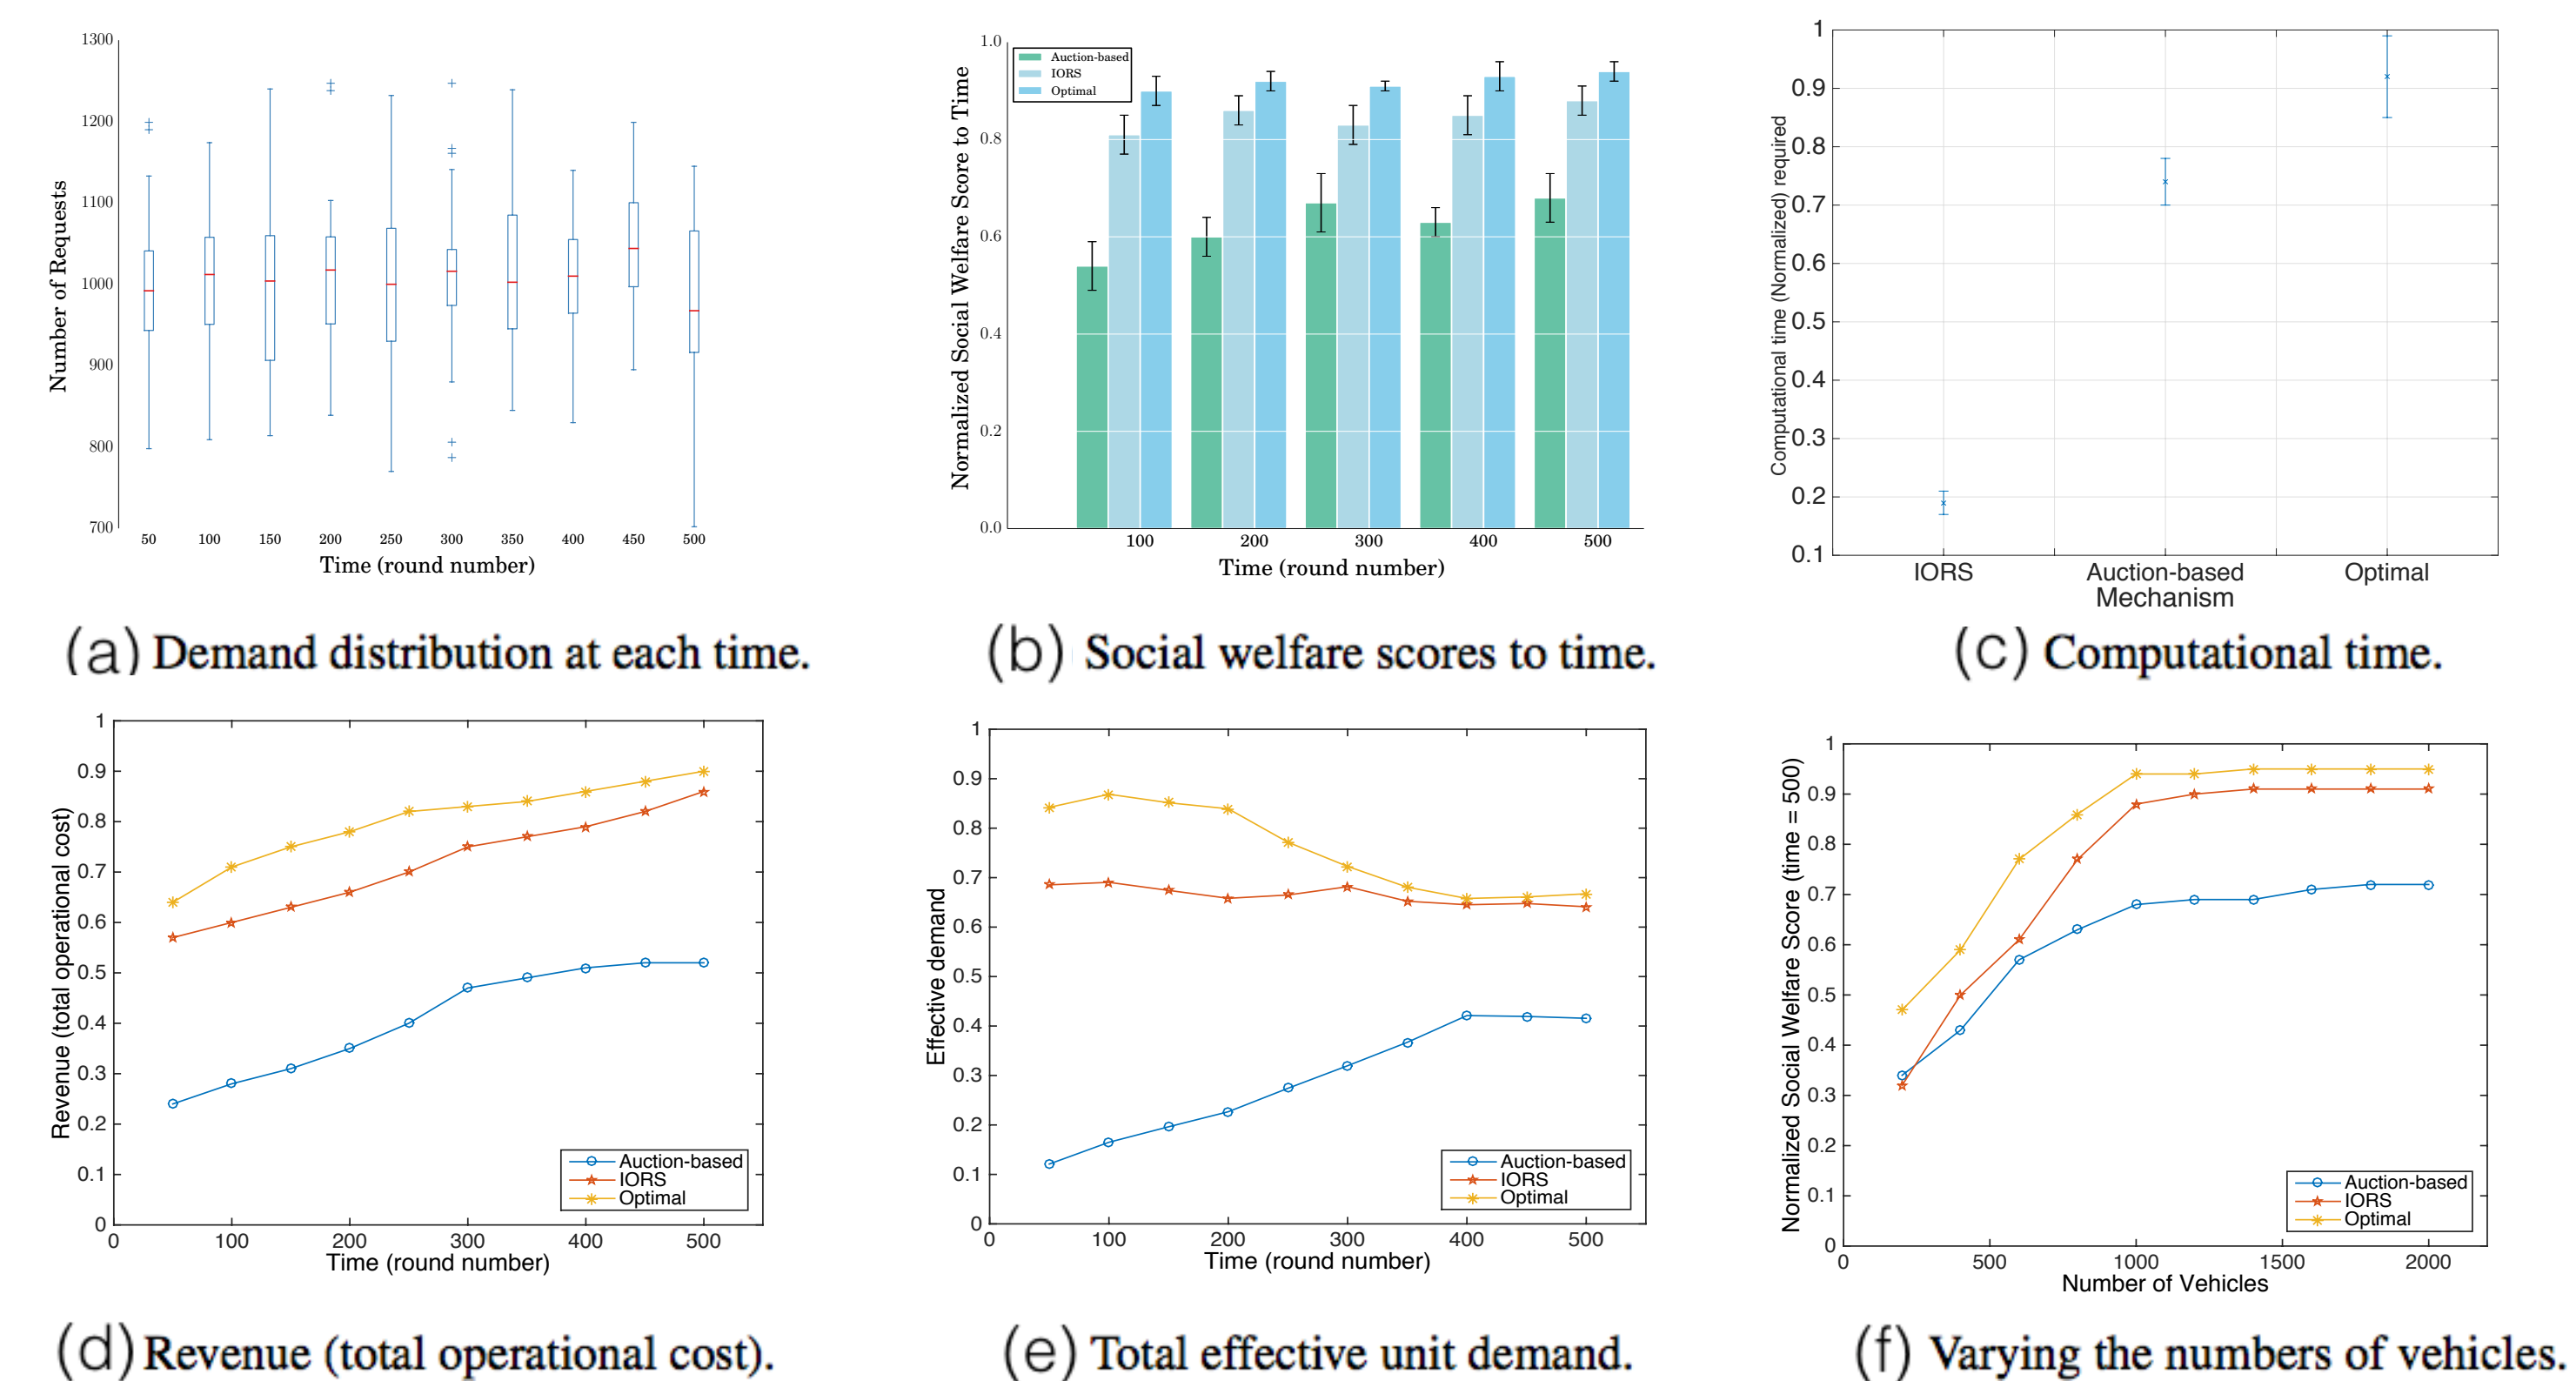 1300
1200
1100
1000
900
800
700
Number of Requests
50 100 150 200 250 300 350 400 450 500
Time (round number)
(a) Demand distribution at each time.
1.0
0.8
0.6
0.4
0.2
0.0
Normalized Social Welfare Score to Time
Auction-based
IORS
Optimal
100 200 300 400 500
Time (round number)
(b) Social welfare scores to time.
1
0.9
0.8
0.7
0.6
0.5
0.4
0.3
0.2
0.1
Computational time (Normalized) required
IORS Auction-based Optimal
Mechanism
(c) Computational time.
1
0.9
0.8
0.7
0.6
0.5
0.4
0.3
0.2
0.1
0
Revenue (total operational cost)
Auction-based
IORS
Optimal
0 100 200 300 400 500
Time (round number)
(d) Revenue (total operational cost).
1
0.9
0.8
0.7
0.6
0.5
0.4
0.3
0.2
0.1
0
Effective demand
Auction-based
IORS
Optimal
0 100 200 300 400 500
Time (round number)
(e) Total effective unit demand.
1
0.9
0.8
0.7
0.6
0.5
0.4
0.3
0.2
0.1
0
Normalized Social Welfare Score (time = 500)
Auction-based
IORS
Optimal
0 500 1000 1500 2000
Number of Vehicles
(f) Varying the numbers of vehicles.